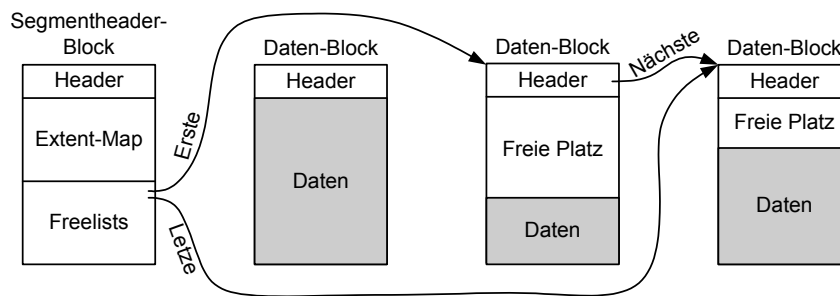 Segmentheader-
Block
Header
Extent-Map
Freelists
Erste
Letze
Daten-Block
Header
Daten
Daten-Block
Header
Freie Platz
Daten
Nächste
Daten-Block
Header
Freie Platz
Daten